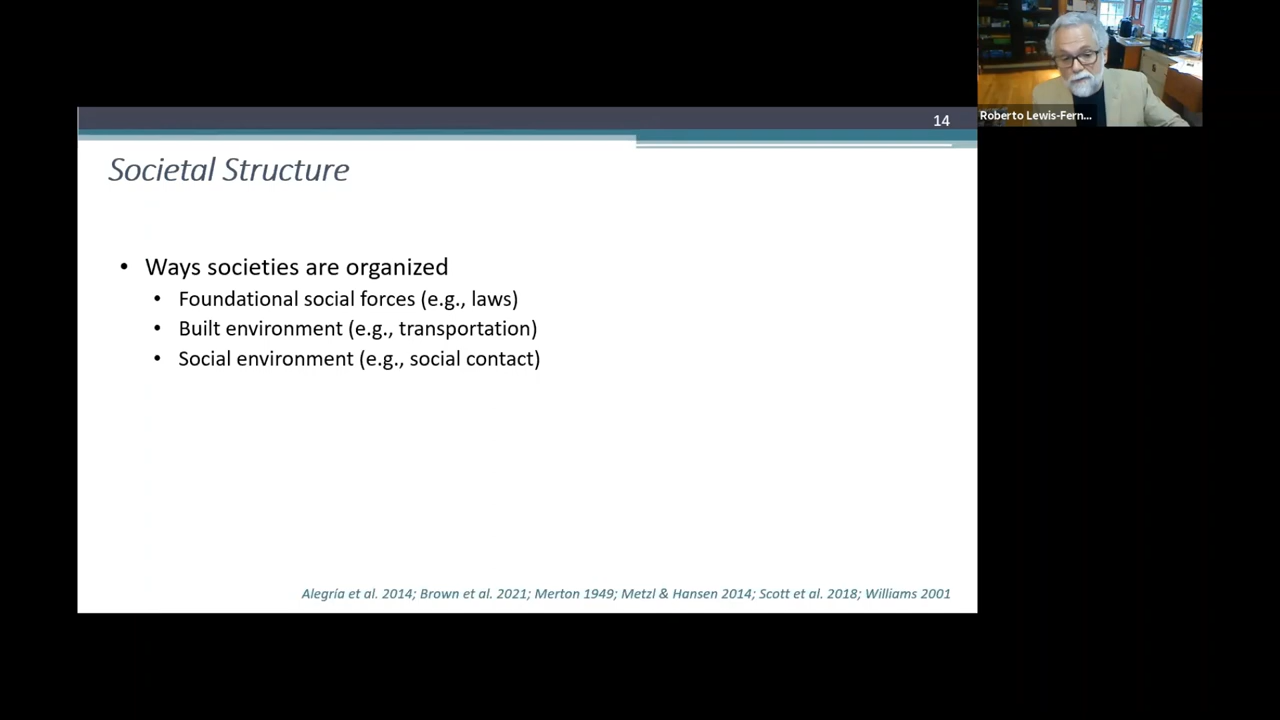 14
Roberto Lewis-Fern...
Societal Structure
• Ways societies are organized
• Foundational social forces (e.g., laws)
• Built environment (e.g., transportation)
• Social environment (e.g., social contact)
Alegría et al. 2014; Brown et al. 2021; Merton 1949; Metzl & Hansen 2014; Scott et al. 2018; Williams 2001